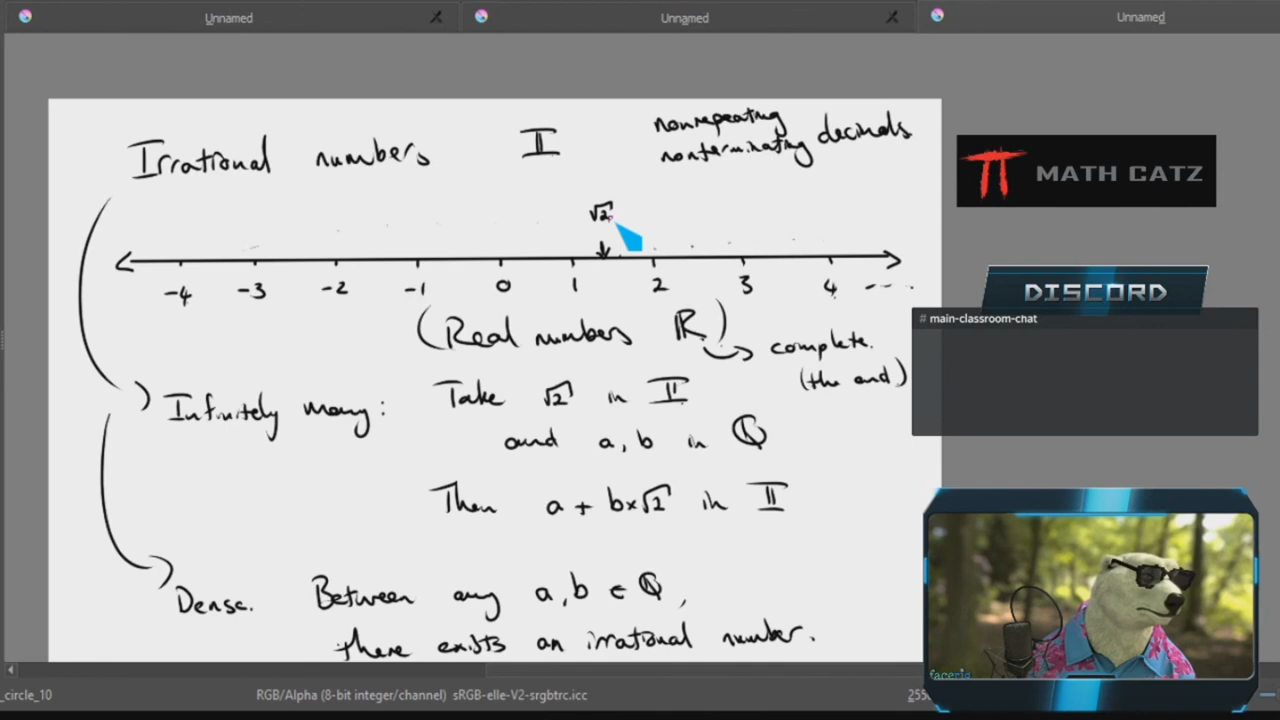 Unnamed
Unnamed
Unnamed
Irrational numbers 𝕀 nonrepeating nonterminating decimals
√2
-4 -3 -2 -1 0 1 2 3 4 ----
(Real numbers ℝ)
complete.
(the end)
Infinitely many: Take √2 in 𝕀
and a, b in ℚ
Then a + b×√2 in 𝕀
Dense. Between any a, b ∈ ℚ,
there exists an irrational number.
MATH CATZ
DISCORD
# main-classroom-chat
facerig
_circle_10
RGB/Alpha (8-bit integer/channel) sRGB-elle-V2-srgbtrc.icc